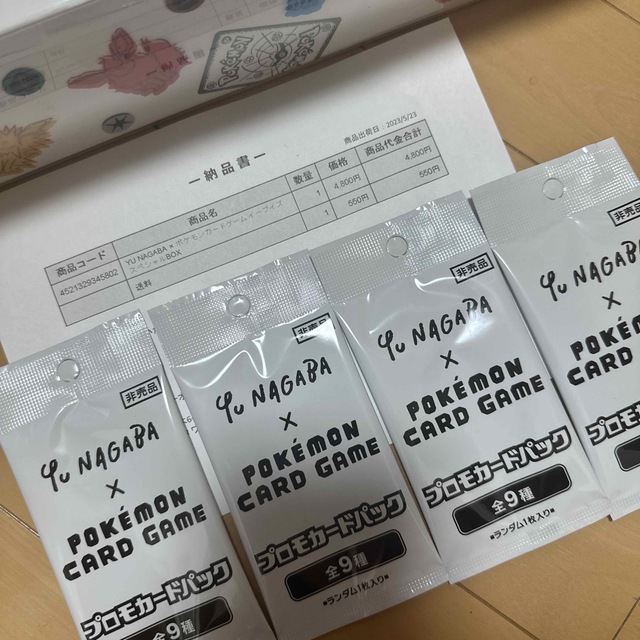 ー納品書ー
商品出荷日：2023/5/23
商品コード 商品名 数量 価格 商品代金合計
4521329345802 YU NAGABA × ポケモンカードゲームイーブイズ 1 4,800円 4,800円
スペシャルBOX
送料 1 550円 550円
非売品
Yu NAGABA
×
POKÉMON
CARD GAME
プロモカードパック
全9種
非売品
Yu NAGABA
×
POKÉMON
CARD GAME
プロモカードパック
全9種
■ランダム1枚入り■
非売品
Yu NAGABA
×
POKÉMON
CARD GAME
プロモカードパック
全9種
■ランダム1枚入り■
非売品
Yu NAGABA
×
POKÉMON
CARD GAME
プロモカードパック